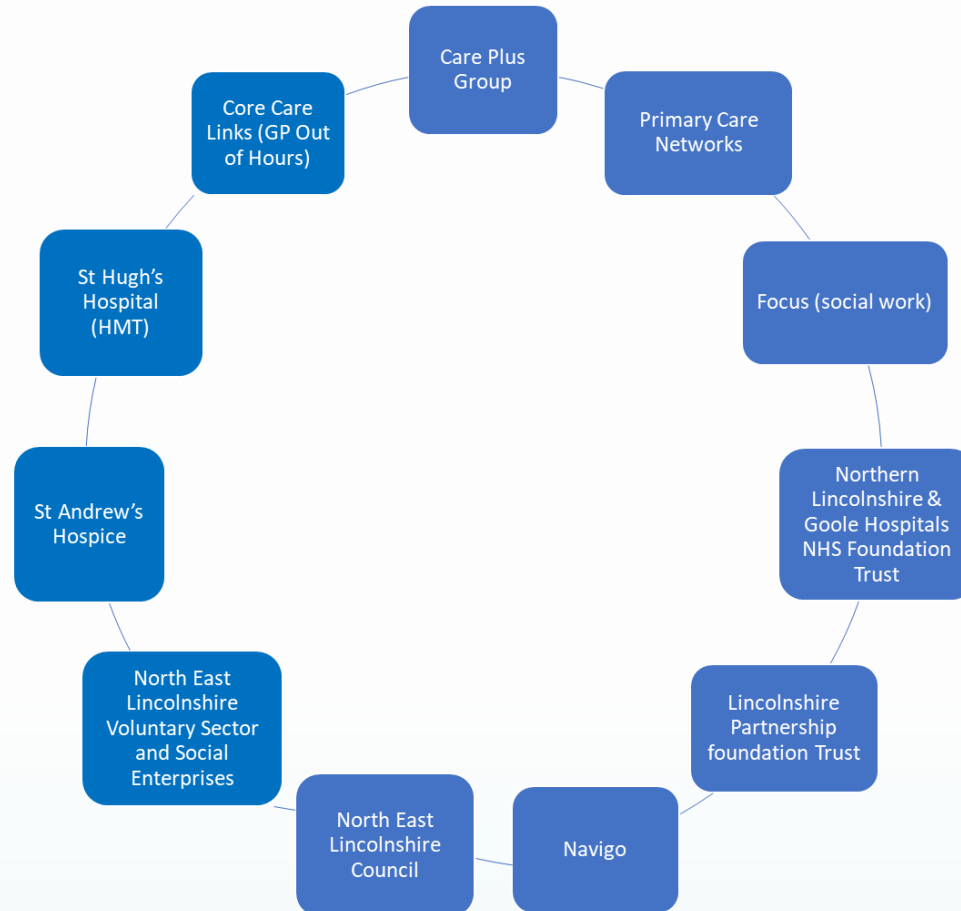 Care Plus
Group
Primary Care
Networks
Focus (social work)
Northern
Lincolnshire &
Goole Hospitals
NHS Foundation
Trust
Lincolnshire
Partnership
foundation Trust
Navigo
North East
Lincolnshire
Council
North East
Lincolnshire
Voluntary Sector
and Social
Enterprises
St Andrew’s
Hospice
St Hugh’s
Hospital
(HMT)
Core Care
Links (GP Out
of Hours)